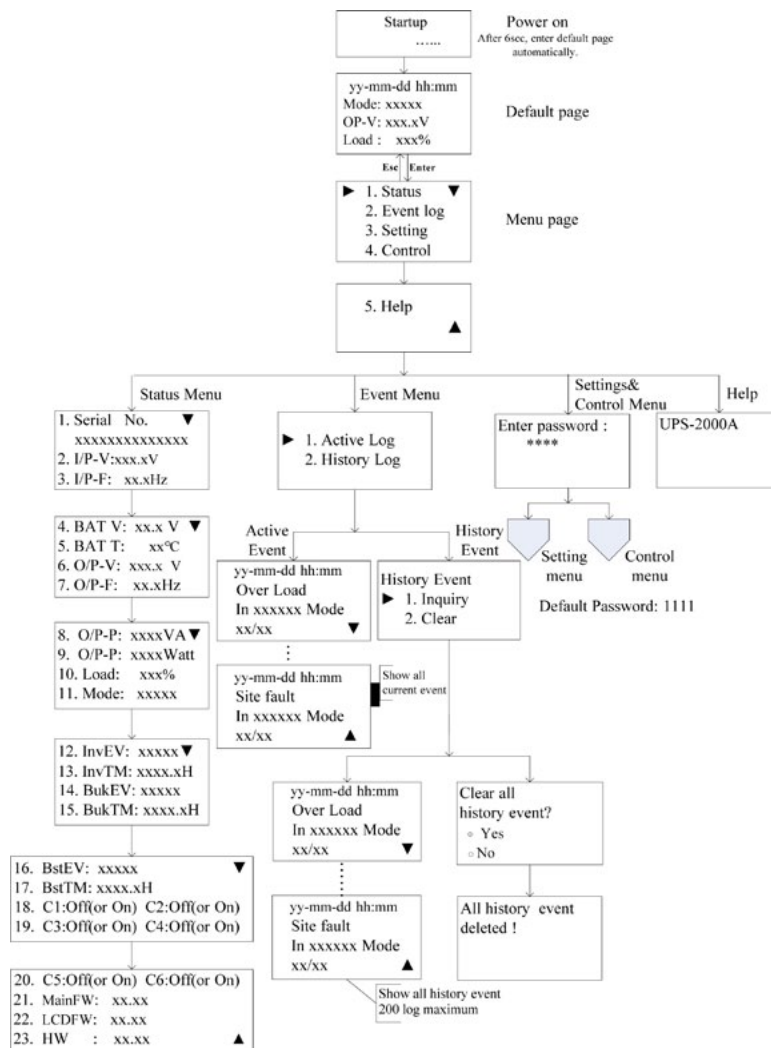 Startup
......
Power on
After 6sec, enter default page
automatically.
yy-mm-dd hh:mm
Mode: xxxxx
OP-V: xxx.xV
Load : xxx%
Default page
Esc Enter
► 1. Status ▼
2. Event log
3. Setting
4. Control
Menu page
5. Help
▲
Status Menu
Event Menu
Settings&
Control Menu
Help
1. Serial No. ▼
xxxxxxxxxxxxxx
2. I/P-V:xxx.xV
3. I/P-F: xx.xHz
► 1. Active Log
2. History Log
Enter password :
****
UPS-2000A
Setting
menu
Control
menu
Default Password: 1111
4. BAT V: xx.x V ▼
5. BAT T: xx°C
6. O/P-V: xxx.x V
7. O/P-F: xx.xHz
Active
Event
History
Event
yy-mm-dd hh:mm
Over Load
In xxxxxx Mode
xx/xx ▼
History Event
► 1. Inquiry
2. Clear
8. O/P-P: xxxxVA▼
9. O/P-P: xxxxWatt
10. Load: xxx%
11. Mode: xxxxx
yy-mm-dd hh:mm
Site fault
In xxxxxx Mode
xx/xx ▲
Show all
current event
12. InvEV: xxxxx▼
13. InvTM: xxxx.xH
14. BukEV: xxxxx
15. BukTM: xxxx.xH
yy-mm-dd hh:mm
Over Load
In xxxxxx Mode
xx/xx ▼
Clear all
history event?
Yes
No
16. BstEV: xxxxx ▼
17. BstTM: xxxx.xH
18. C1:Off(or On) C2:Off(or On)
19. C3:Off(or On) C4:Off(or On)
yy-mm-dd hh:mm
Site fault
In xxxxxx Mode
xx/xx ▲
All history event
deleted !
20. C5:Off(or On) C6:Off(or On)
21. MainFW: xx.xx
22. LCDFW: xx.xx
23. HW : xx.xx ▲
Show all history event
200 log maximum